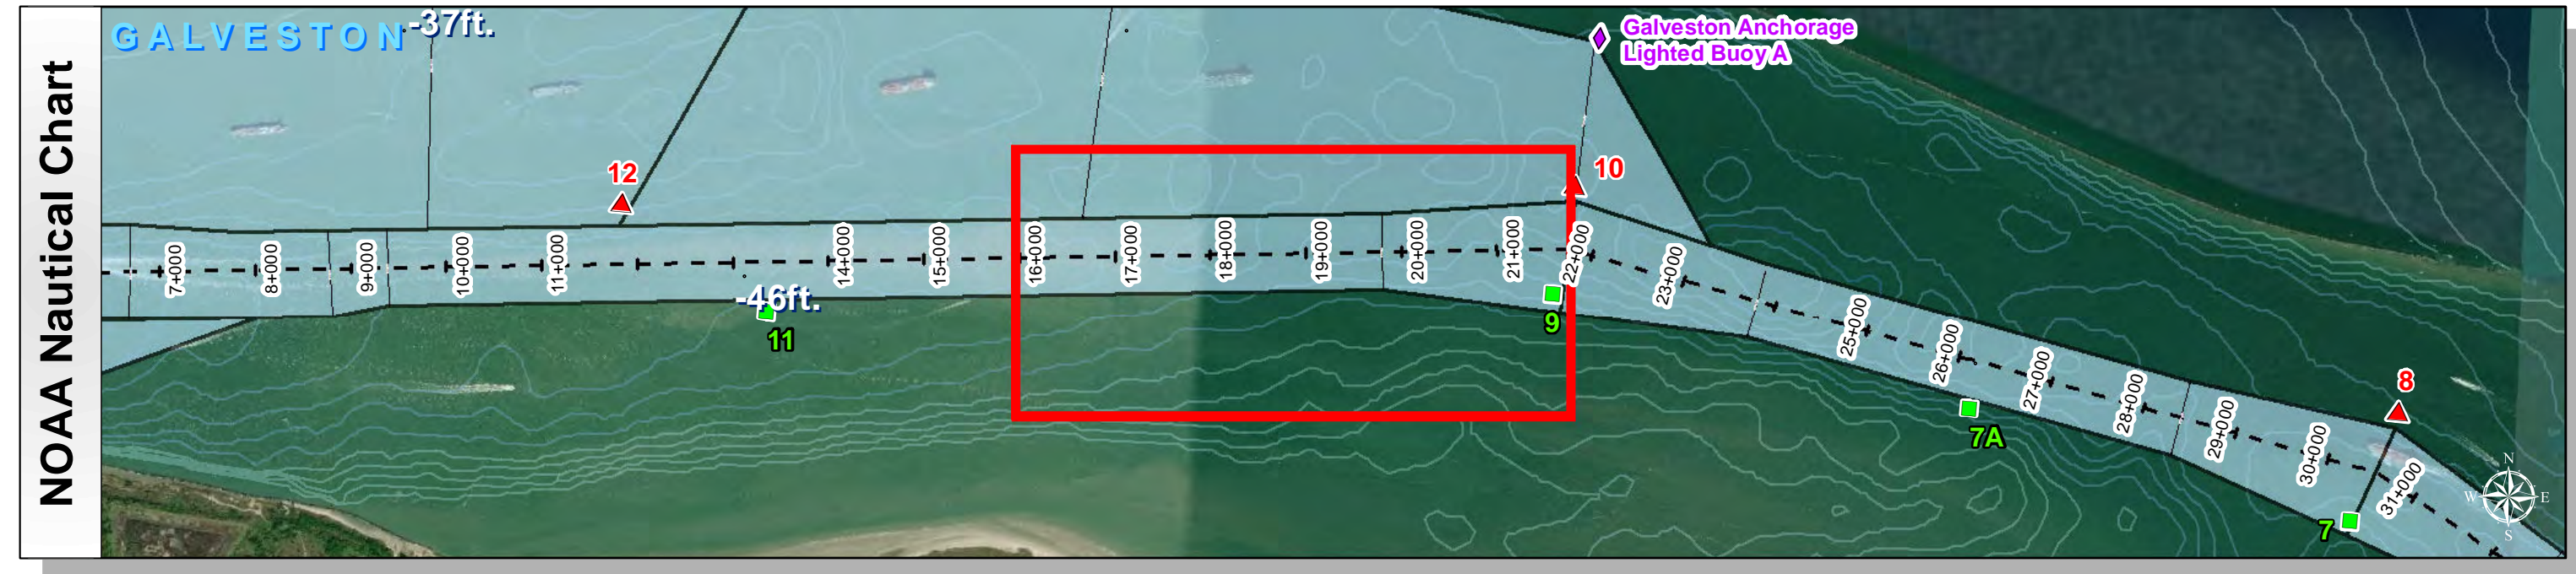 NOAA Nautical Chart
GALVESTON
-37ft.
Galveston Anchorage
Lighted Buoy A
12
10
7+000
8+000
9+000
10+000
11+000
14+000
15+000
16+000
17+000
18+000
19+000
20+000
21+000
22+000
23+000
25+000
26+000
27+000
28+000
29+000
30+000
31+000
-46ft.
11
9
7A
8
7
N
W
E
S